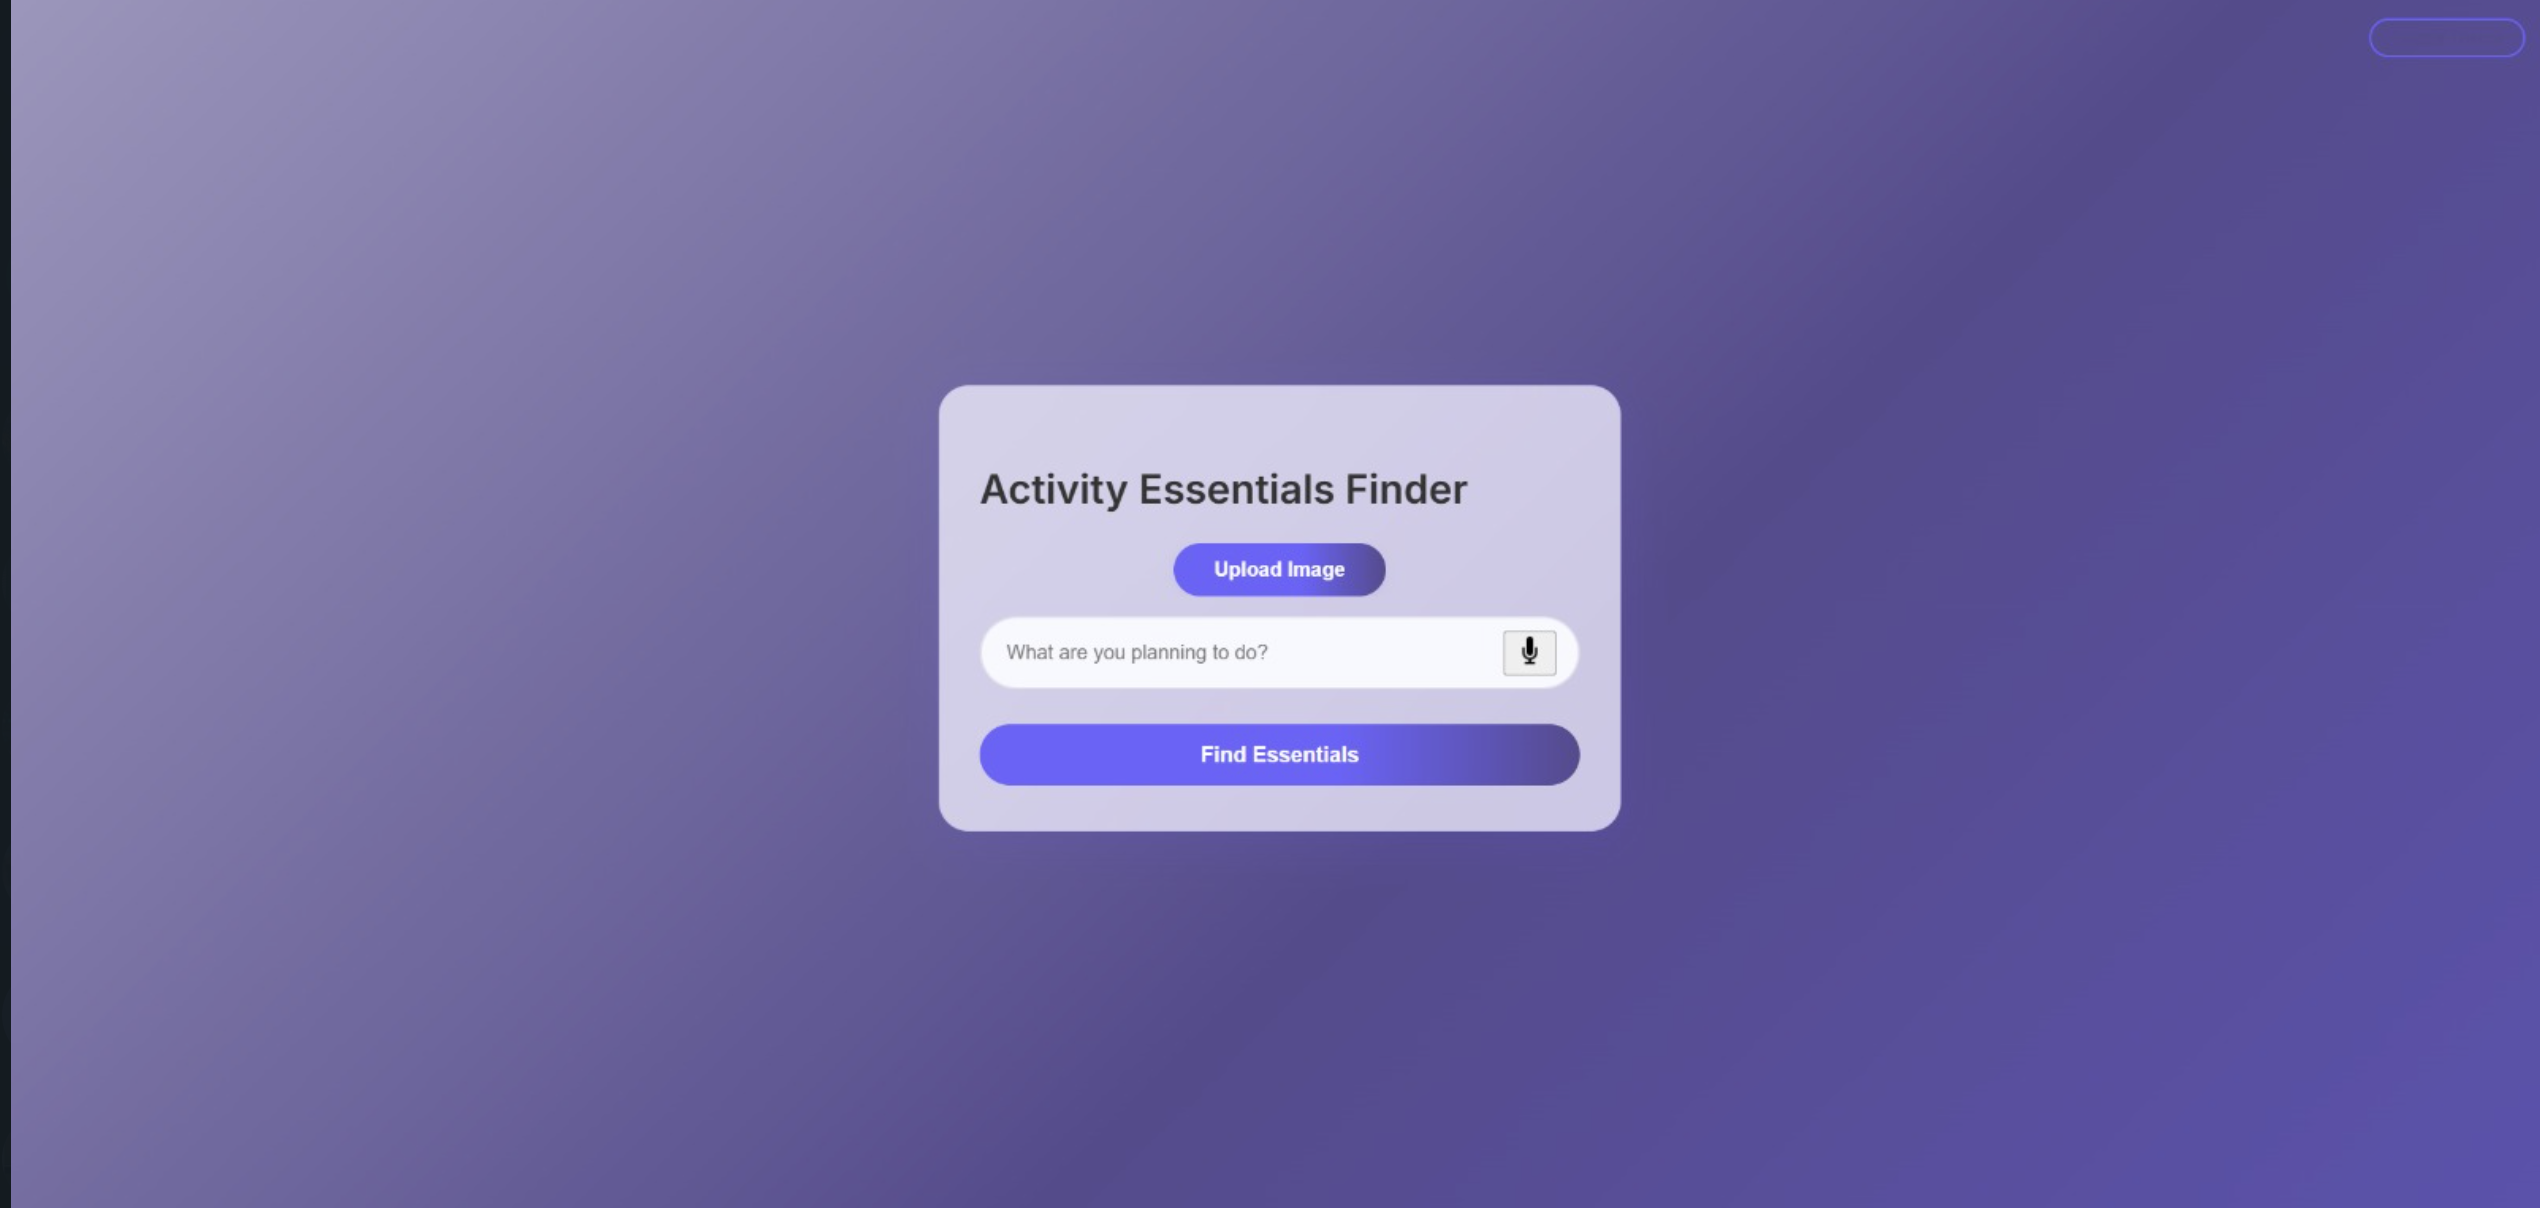 Activity Essentials Finder
Upload Image
What are you planning to do?
Find Essentials